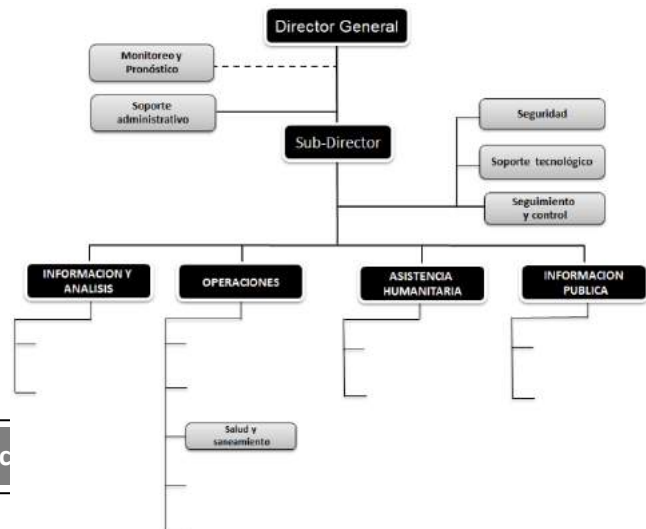 Director General
Monitoreo y
Pronóstico
Soporte
administrativo
Sub-Director
Seguridad
Soporte tecnológico
Seguimiento
y control
INFORMACION Y
ANALISIS
OPERACIONES
ASISTENCIA
HUMANITARIA
INFORMACION
PUBLICA
Salud y
saneamiento